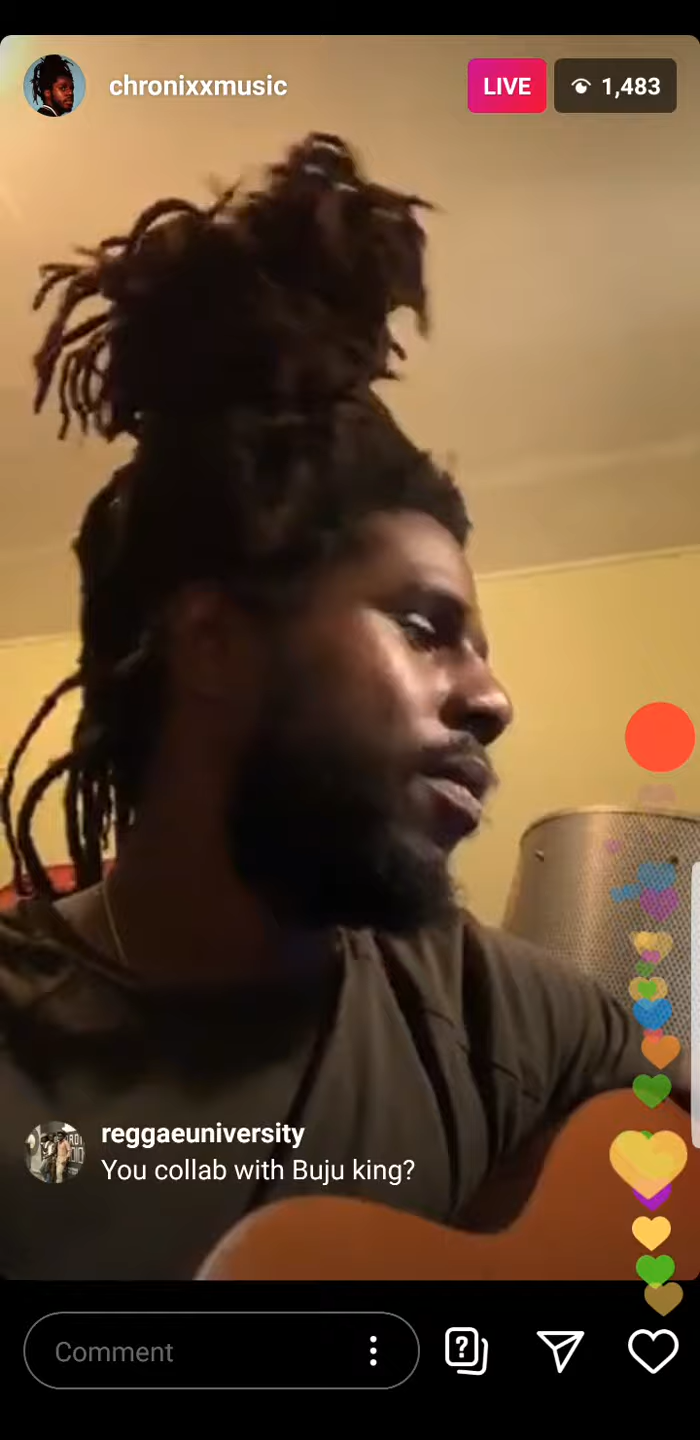 chronixxmusic
LIVE
1,483
reggaeuniversity
You collab with Buju king?
Comment
?